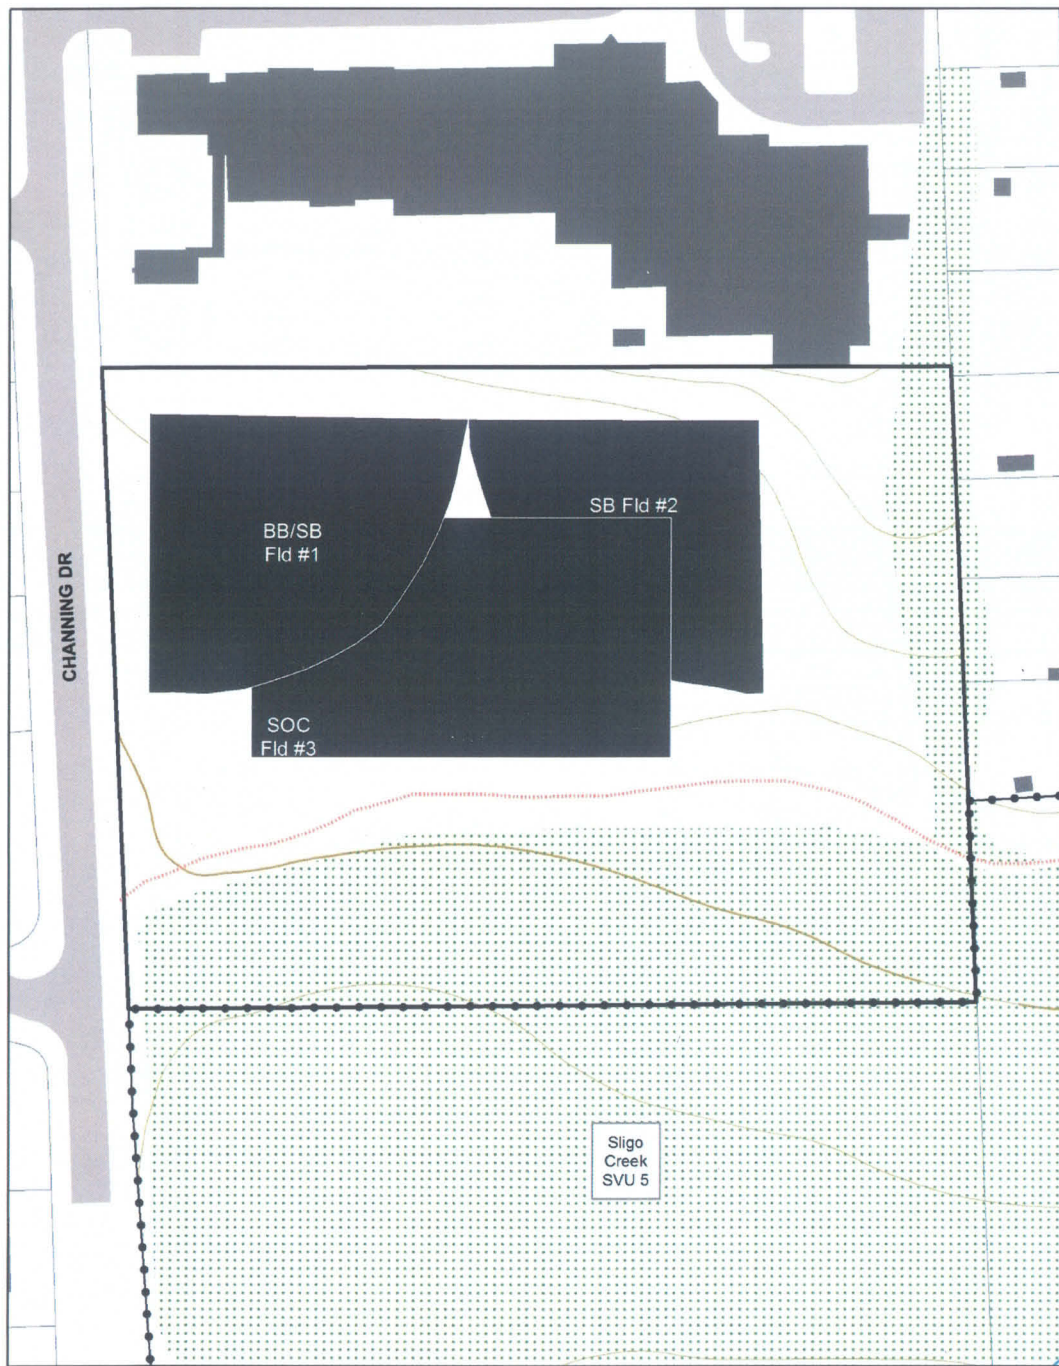 BB/SB
Fld #1
SB Fld #2
CHANNING DR
SOC
Fld #3
Sligo
Creek
SVU 5